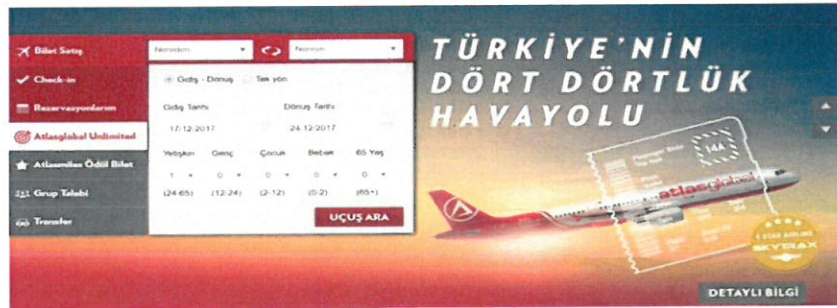 Bilet Satış
Check-in
Rezervasyonlarım
Atlasglobal Unlimited
Atlasmiles Ödül Bilet
Grup Talebi
Transfer
Nereden
Nereye
Gidiş - Dönüş
Tek yön
Gidiş Tarihi
Dönüş Tarihi
17/12/2017
24/12/2017
Yetişkin
Genç
Çocuk
Bebek
65 Yaş
1
0
0
0
0
(24-65)
(12-24)
(2-12)
(0-2)
(65+)
UÇUŞ ARA
TÜRKİYE'NİN
DÖRT DÖRTLÜK
HAVAYOLU
14A
atlasglobal
4 STAR AIRLINE
SKYTRAX
DETAYLI BİLGİ